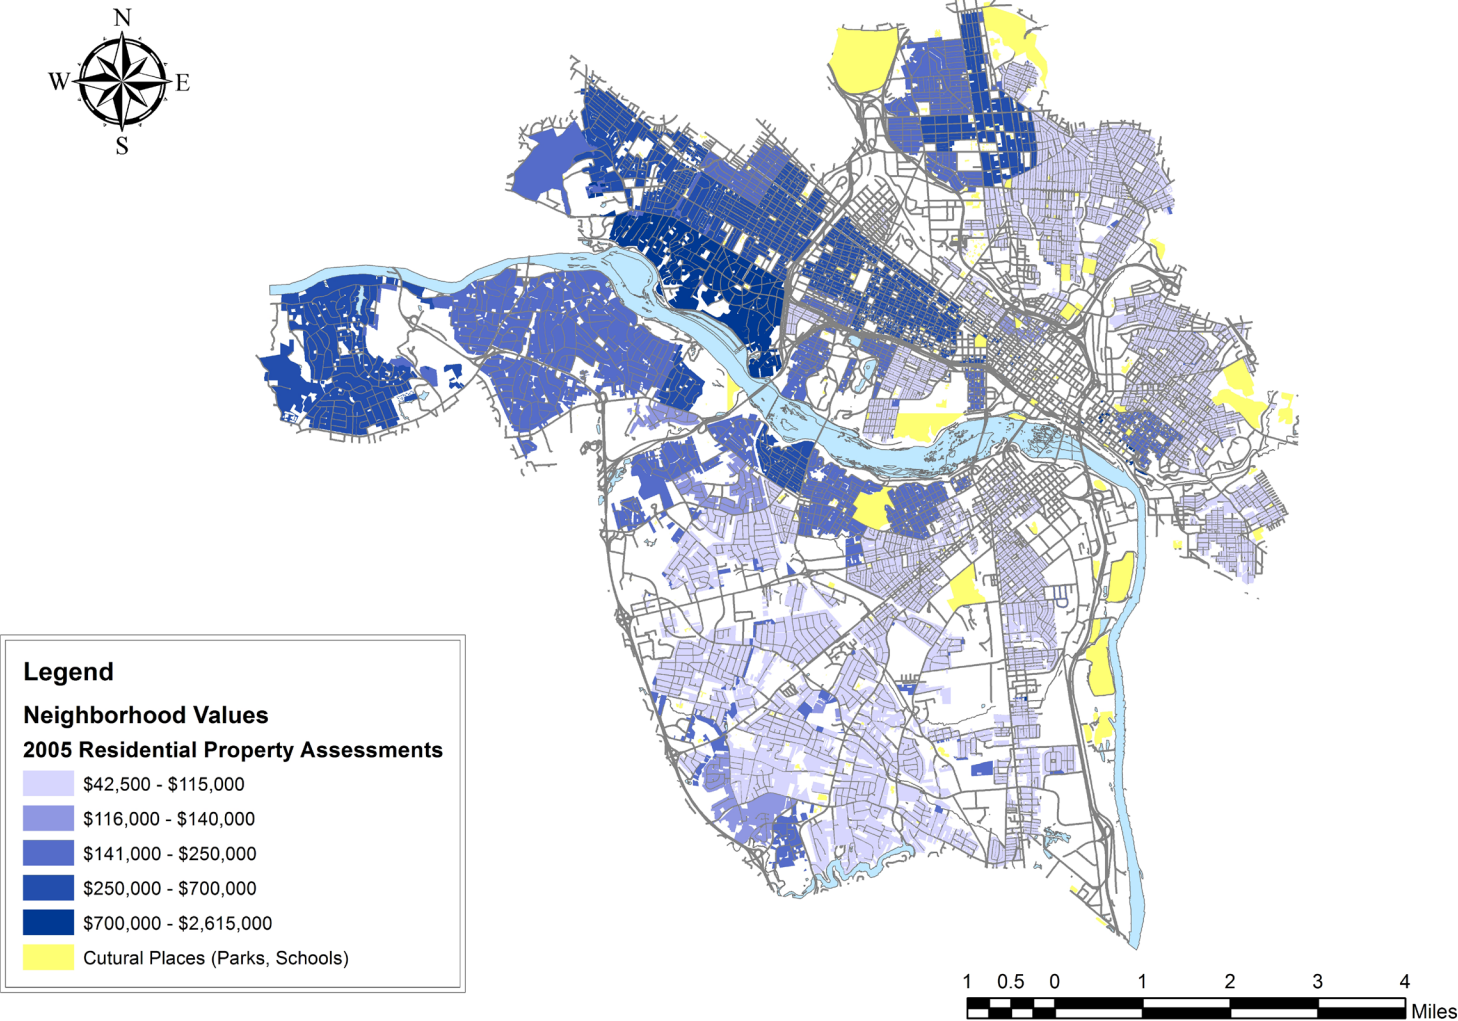 N
W E
S
Legend
Neighborhood Values
2005 Residential Property Assessments
$42,500 - $115,000
$116,000 - $140,000
$141,000 - $250,000
$250,000 - $700,000
$700,000 - $2,615,000
Cutural Places (Parks, Schools)
1 0.5 0 1 2 3 4
Miles